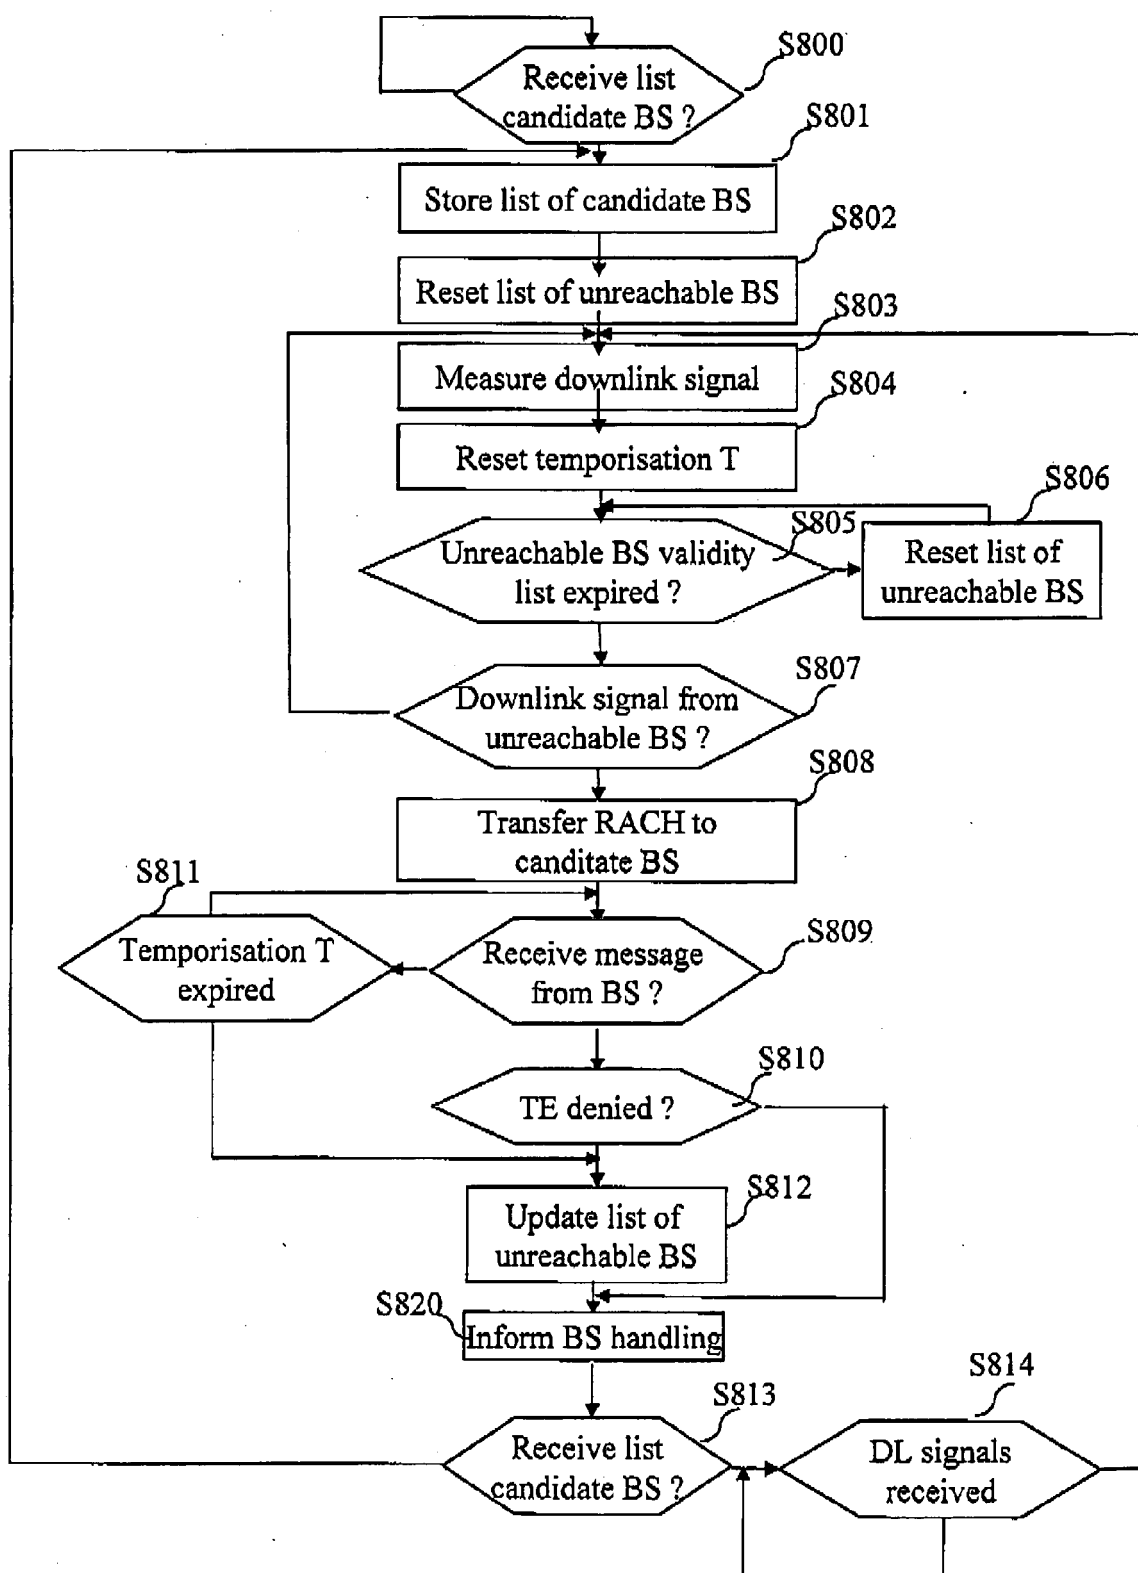 S800
Receive list
candidate BS ?
S801
Store list of candidate BS
S802
Reset list of unreachable BS
S803
Measure downlink signal
S804
Reset temporisation T
S805
Unreachable BS validity
list expired ?
S806
Reset list of
unreachable BS
S807
Downlink signal from
unreachable BS ?
S808
Transfer RACH to
canditate BS
S811
Temporisation T
expired
S809
Receive message
from BS ?
S810
TE denied ?
S812
Update list of
unreachable BS
S820
Inform BS handling
S813
Receive list
candidate BS ?
S814
DL signals
received